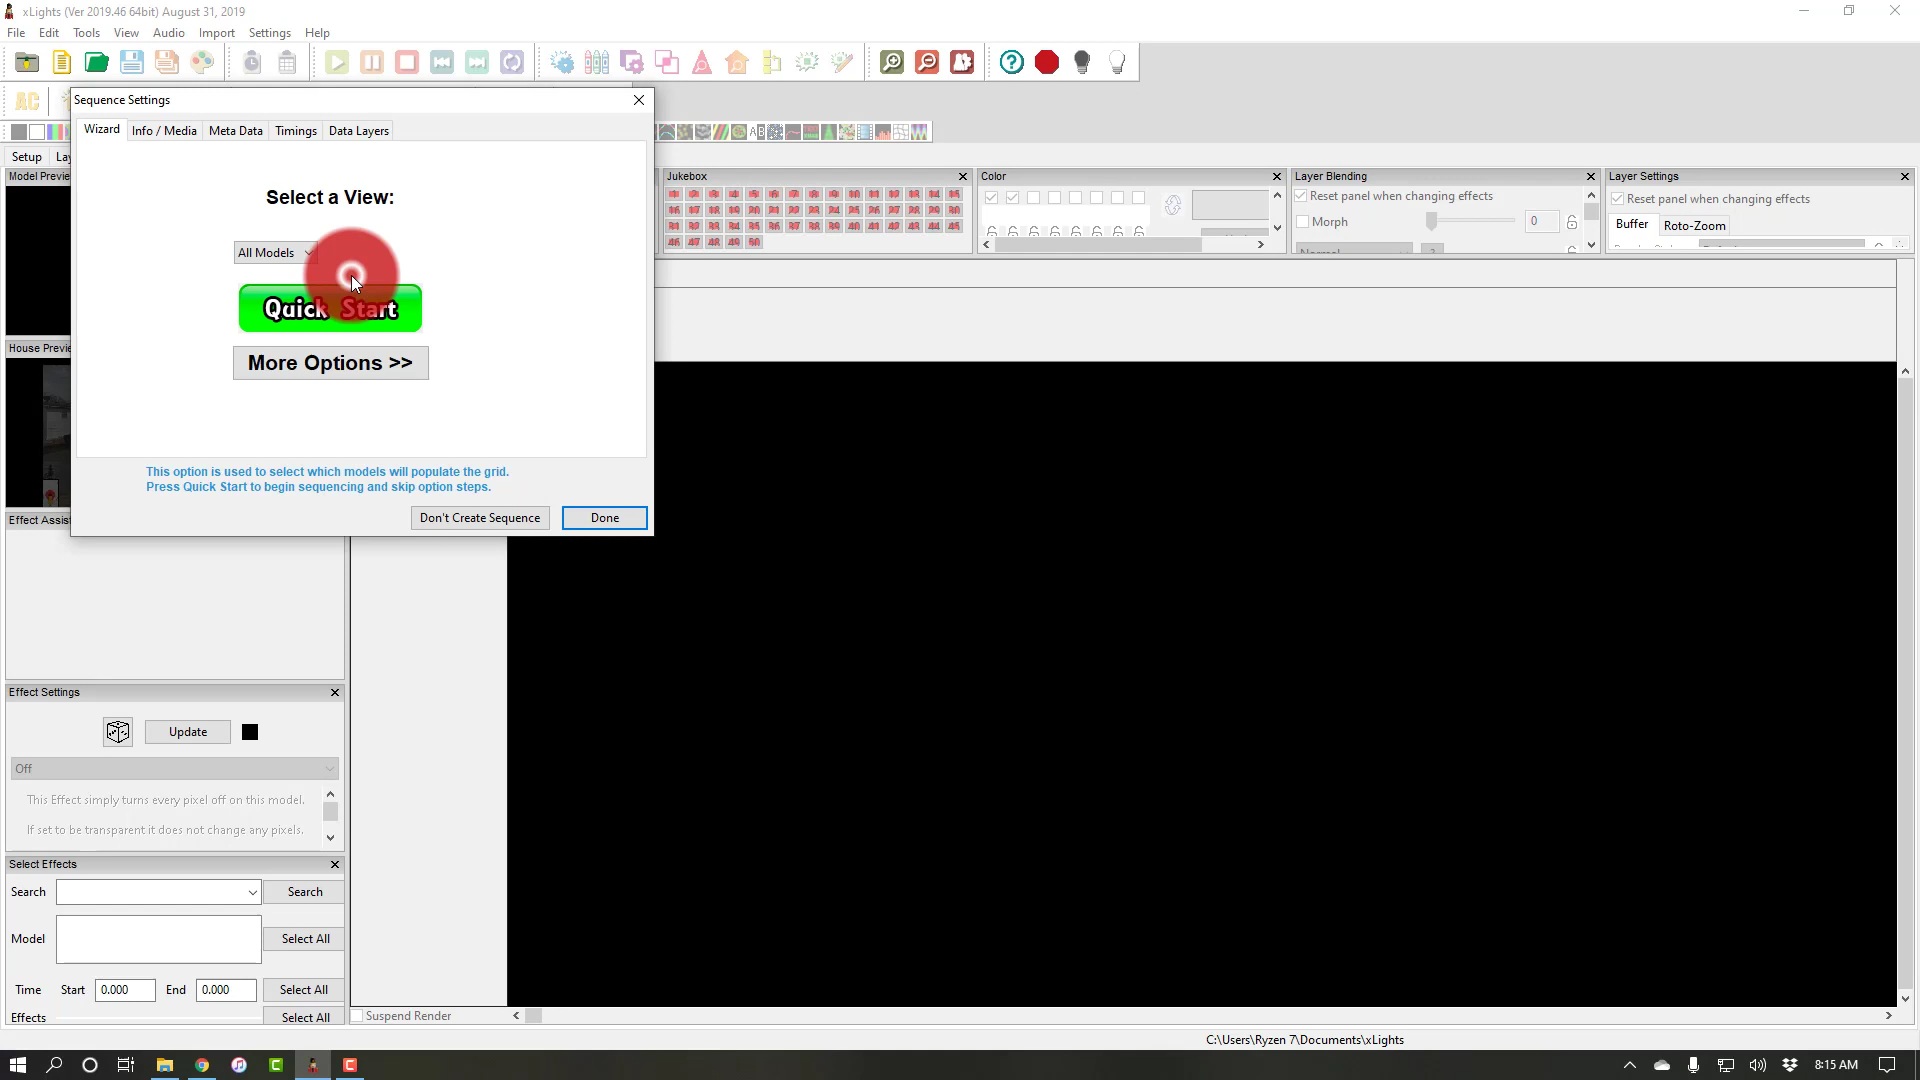 xLights (Ver 2019.46 64bit) August 31, 2019
File Edit Tools View Audio Import Settings Help
Sequence Settings
Wizard Info / Media Meta Data Timings Data Layers
Select a View:
All Models
Quick Start
More Options >>
This option is used to select which models will populate the grid.
Press Quick Start to begin sequencing and skip option steps.
Don't Create Sequence Done
Setup
Model Previe
House Previe
Effect Assist
Jukebox
Color
Layer Blending
Reset panel when changing effects
Morph 0
Layer Settings
Reset panel when changing effects
Buffer Roto-Zoom
Effect Settings
Update
Off
This Effect simply turns every pixel off on this model.
If set to be transparent it does not change any pixels.
Select Effects
Search Search
Model Select All
Time Start 0.000 End 0.000 Select All
Effects Select All
Suspend Render
C:\Users\Ryzen 7\Documents\xLights
8:15 AM